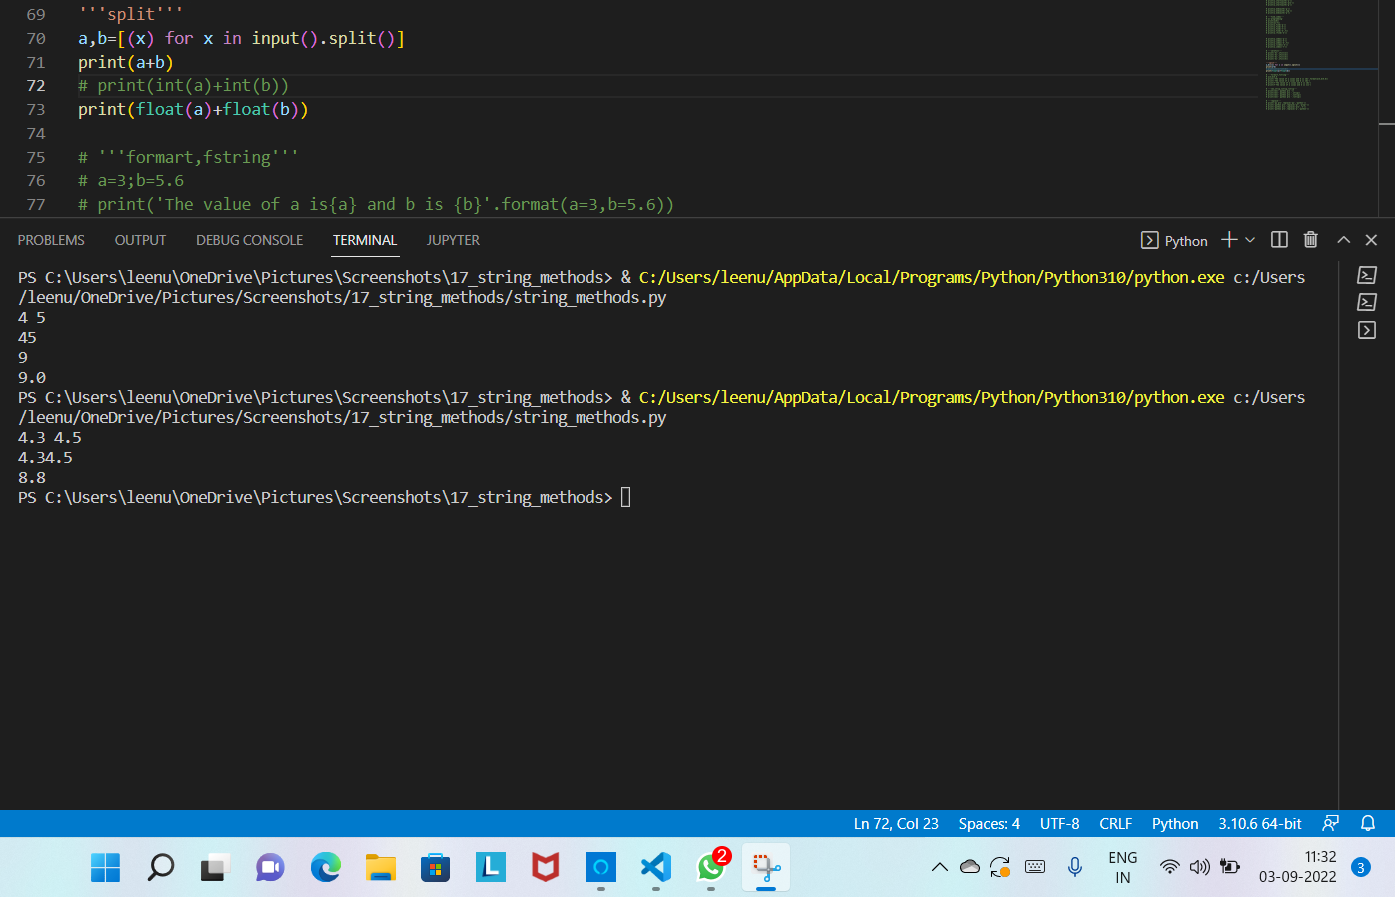 69 '''split'''
70 a,b=[(x) for x in input().split()]
71 print(a+b)
72 # print(int(a)+int(b))
73 print(float(a)+float(b))
74
75 # '''formart,fstring'''
76 # a=3;b=5.6
77 # print('The value of a is{a} and b is {b}'.format(a=3,b=5.6))
PROBLEMS OUTPUT DEBUG CONSOLE TERMINAL JUPYTER Python
PS C:\Users\leenu\OneDrive\Pictures\Screenshots\17_string_methods> & C:/Users/leenu/AppData/Local/Programs/Python/Python310/python.exe c:/Users
/leenu/OneDrive/Pictures/Screenshots/17_string_methods/string_methods.py
4 5
45
9
9.0
PS C:\Users\leenu\OneDrive\Pictures\Screenshots\17_string_methods> & C:/Users/leenu/AppData/Local/Programs/Python/Python310/python.exe c:/Users
/leenu/OneDrive/Pictures/Screenshots/17_string_methods/string_methods.py
4.3 4.5
4.34.5
8.8
PS C:\Users\leenu\OneDrive\Pictures\Screenshots\17_string_methods>
Ln 72, Col 23 Spaces: 4 UTF-8 CRLF Python 3.10.6 64-bit
L 2 ENG 11:32
IN 03-09-2022 3